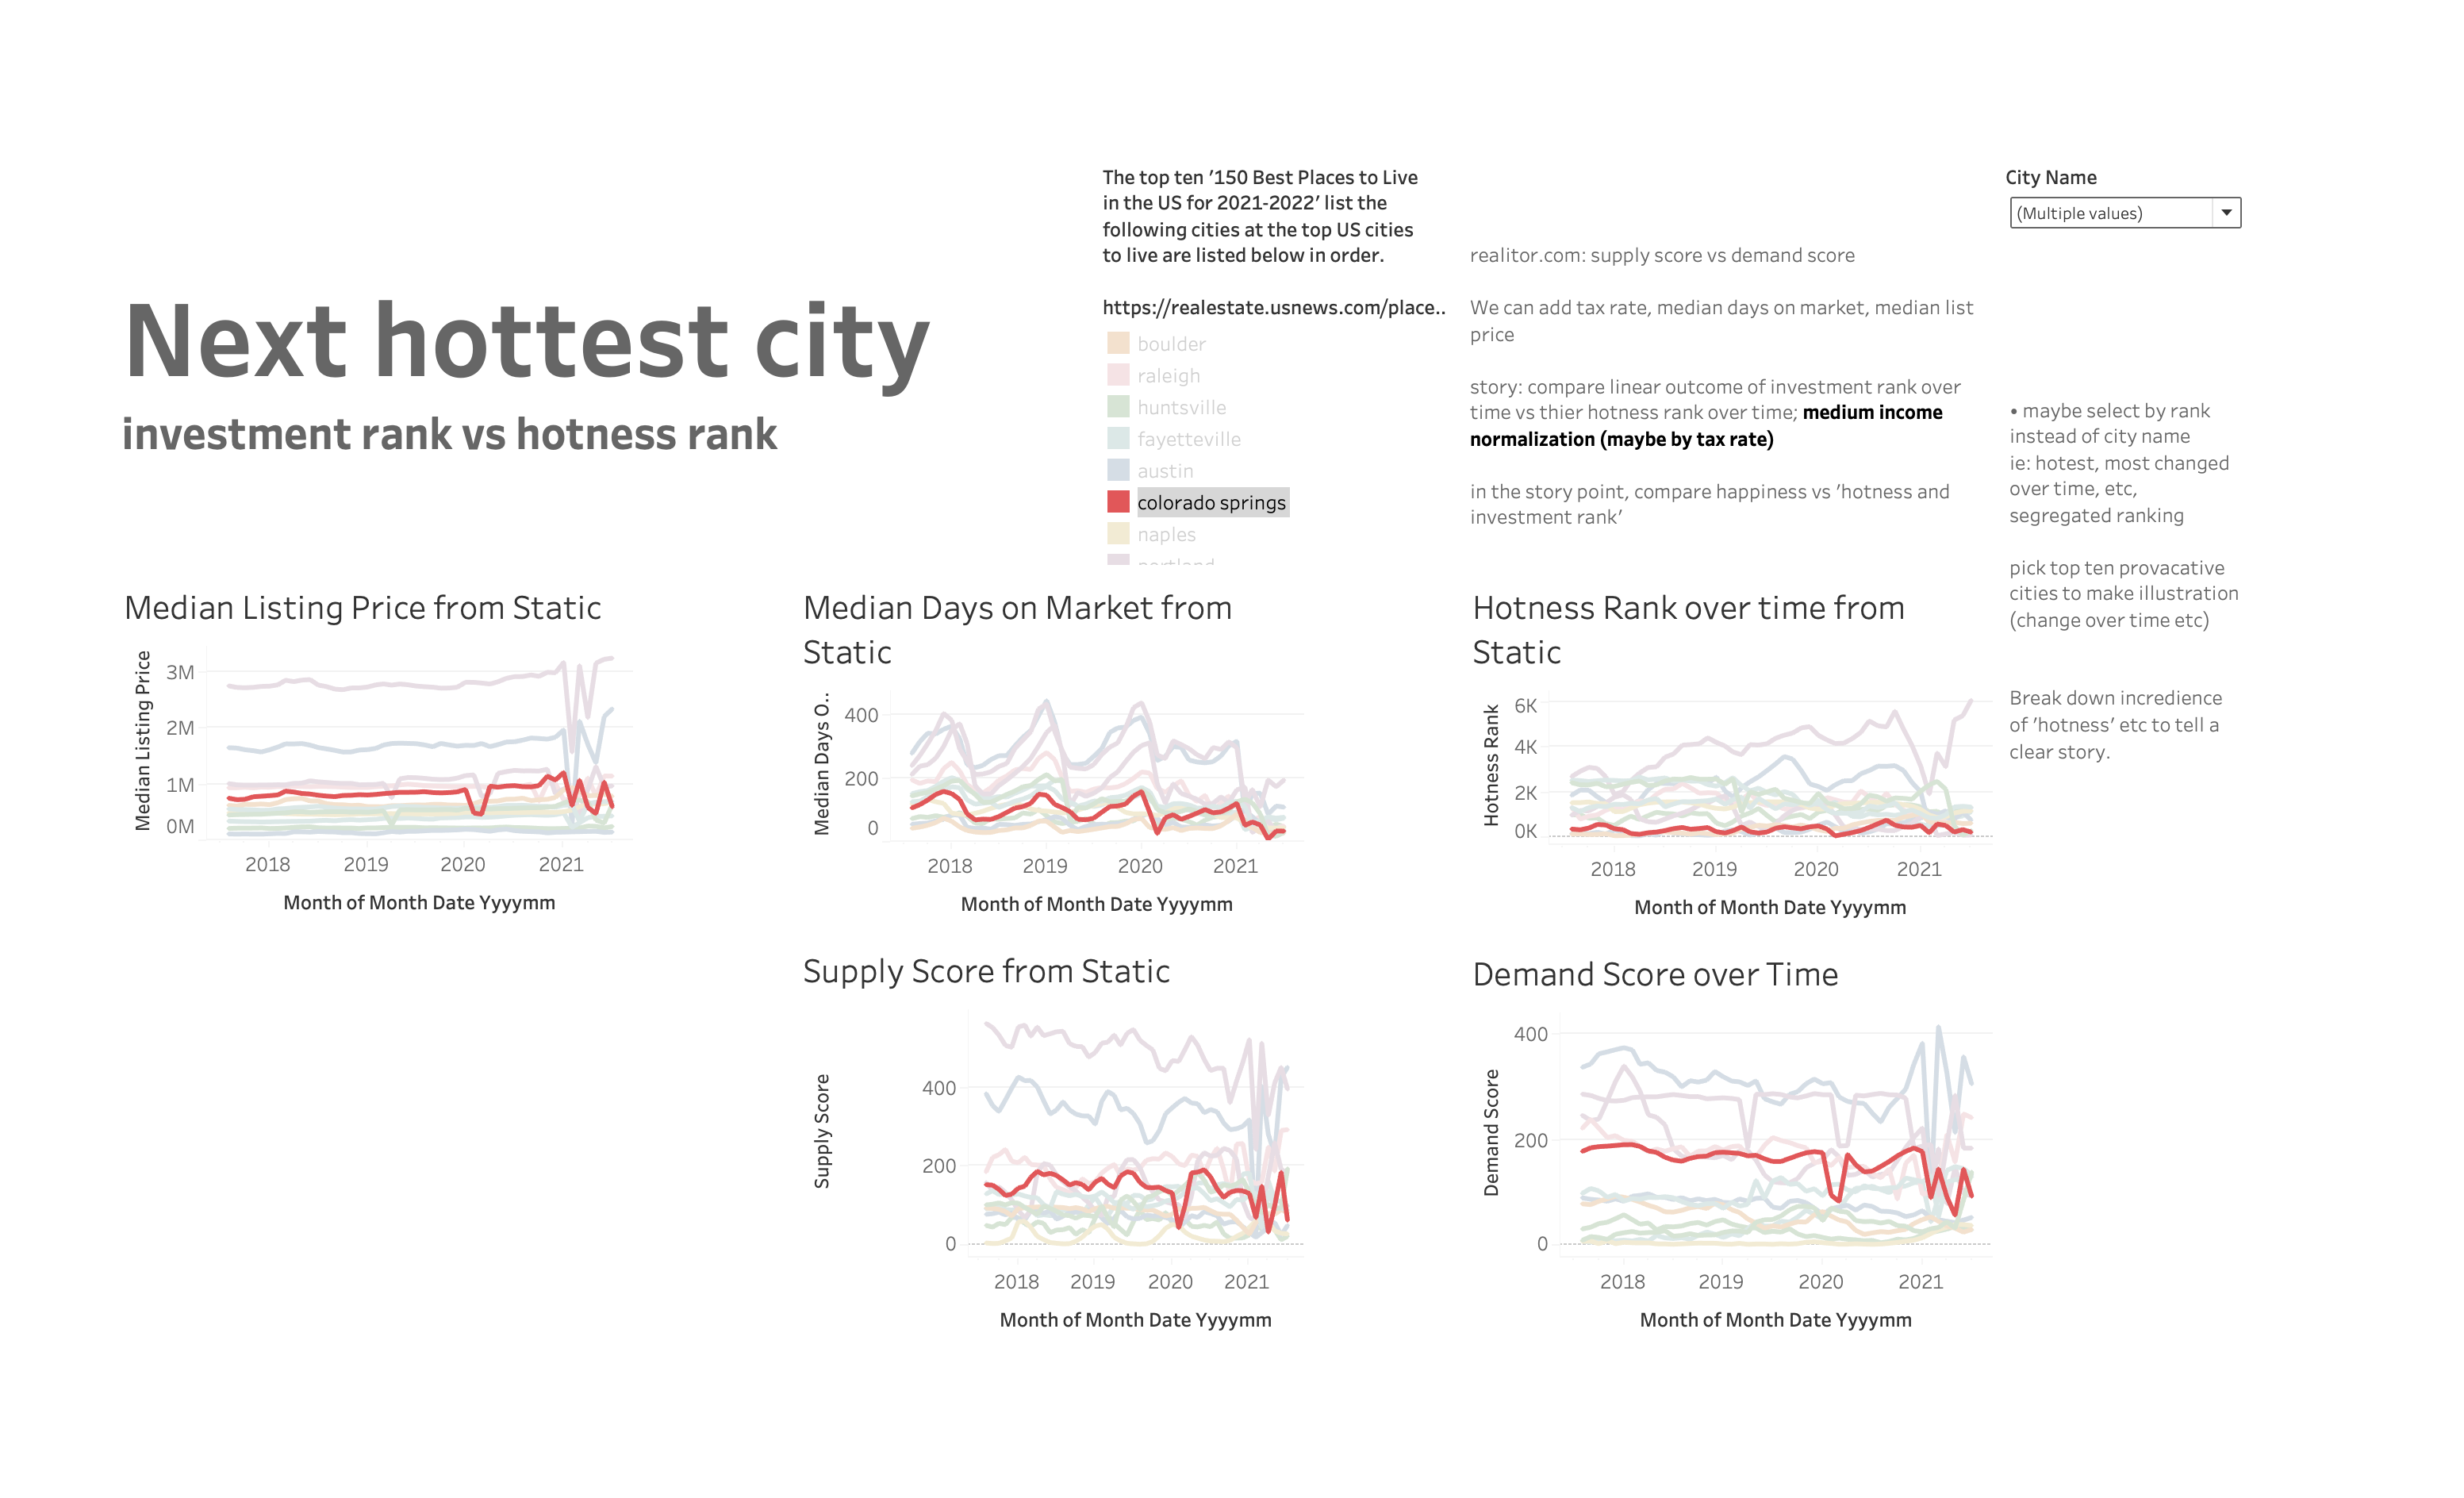 The top ten '150 Best Places to Live
in the US for 2021-2022' list the
following cities at the top US cities
to live are listed below in order.
https://realestate.usnews.com/place..
boulder
raleigh
huntsville
fayetteville
austin
colorado springs
naples
portland
realitor.com: supply score vs demand score
We can add tax rate, median days on market, median list
price
story: compare linear outcome of investment rank over
time vs thier hotness rank over time; medium income
normalization (maybe by tax rate)
in the story point, compare happiness vs 'hotness and
investment rank'
City Name
(Multiple values)
• maybe select by rank
instead of city name
ie: hotest, most changed
over time, etc,
segregated ranking
pick top ten provacative
cities to make illustration
(change over time etc)
Break down incredience
of 'hotness' etc to tell a
clear story.
Next hottest city
investment rank vs hotness rank
Median Listing Price from Static
Median Listing Price
3M
2M
1M
0M
2018 2019 2020 2021
Month of Month Date Yyyymm
Median Days on Market from
Static
Median Days O..
400
200
0
2018 2019 2020 2021
Month of Month Date Yyyymm
Hotness Rank over time from
Static
Hotness Rank
6K
4K
2K
0K
2018 2019 2020 2021
Month of Month Date Yyyymm
Supply Score from Static
Supply Score
400
200
0
2018 2019 2020 2021
Month of Month Date Yyyymm
Demand Score over Time
Demand Score
400
200
0
2018 2019 2020 2021
Month of Month Date Yyyymm